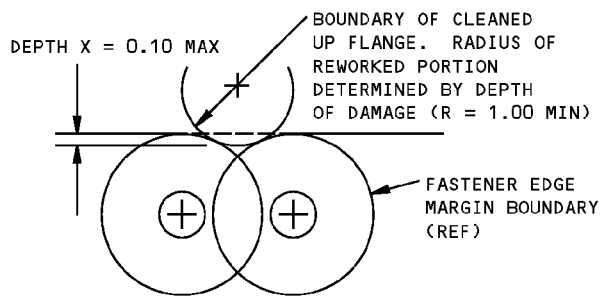 BOUNDARY OF CLEANED
UP FLANGE. RADIUS OF
REWORKED PORTION
DETERMINED BY DEPTH
OF DAMAGE (R = 1.00 MIN)
DEPTH X = 0.10 MAX
FASTENER EDGE
MARGIN BOUNDARY
(REF)